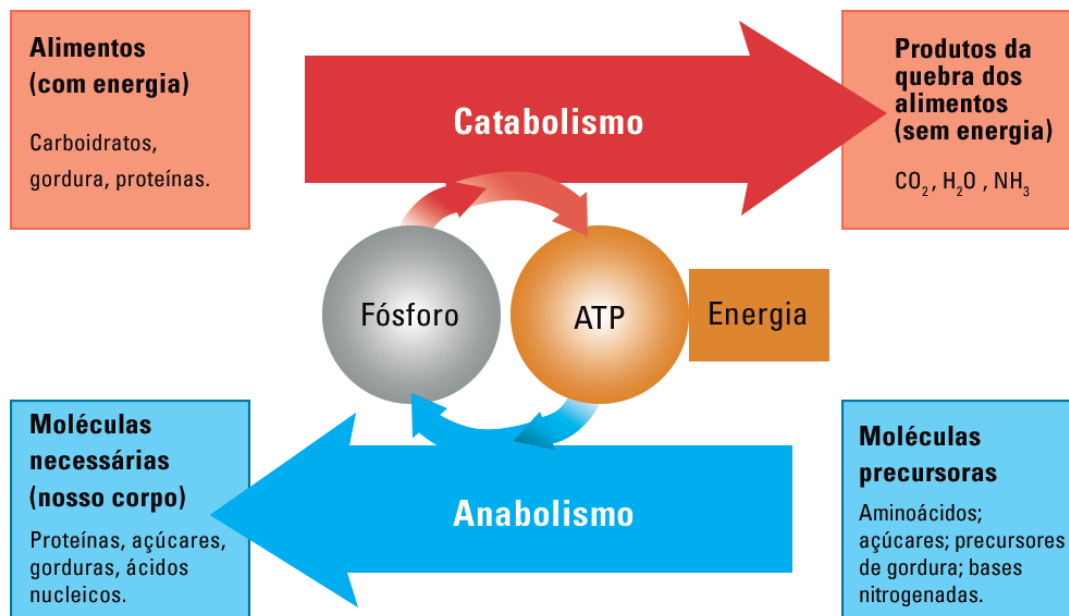 Alimentos
(com energia)
Carboidratos,
gordura, proteínas.
Catabolismo
Produtos da
quebra dos
alimentos
(sem energia)
CO₂ , H₂O , NH₃
Fósforo
ATP
Energia
Moléculas
necessárias
(nosso corpo)
Proteínas, açúcares,
gorduras, ácidos
nucleicos.
Anabolismo
Moléculas
precursoras
Aminoácidos;
açúcares; precursores
de gordura; bases
nitrogenadas.